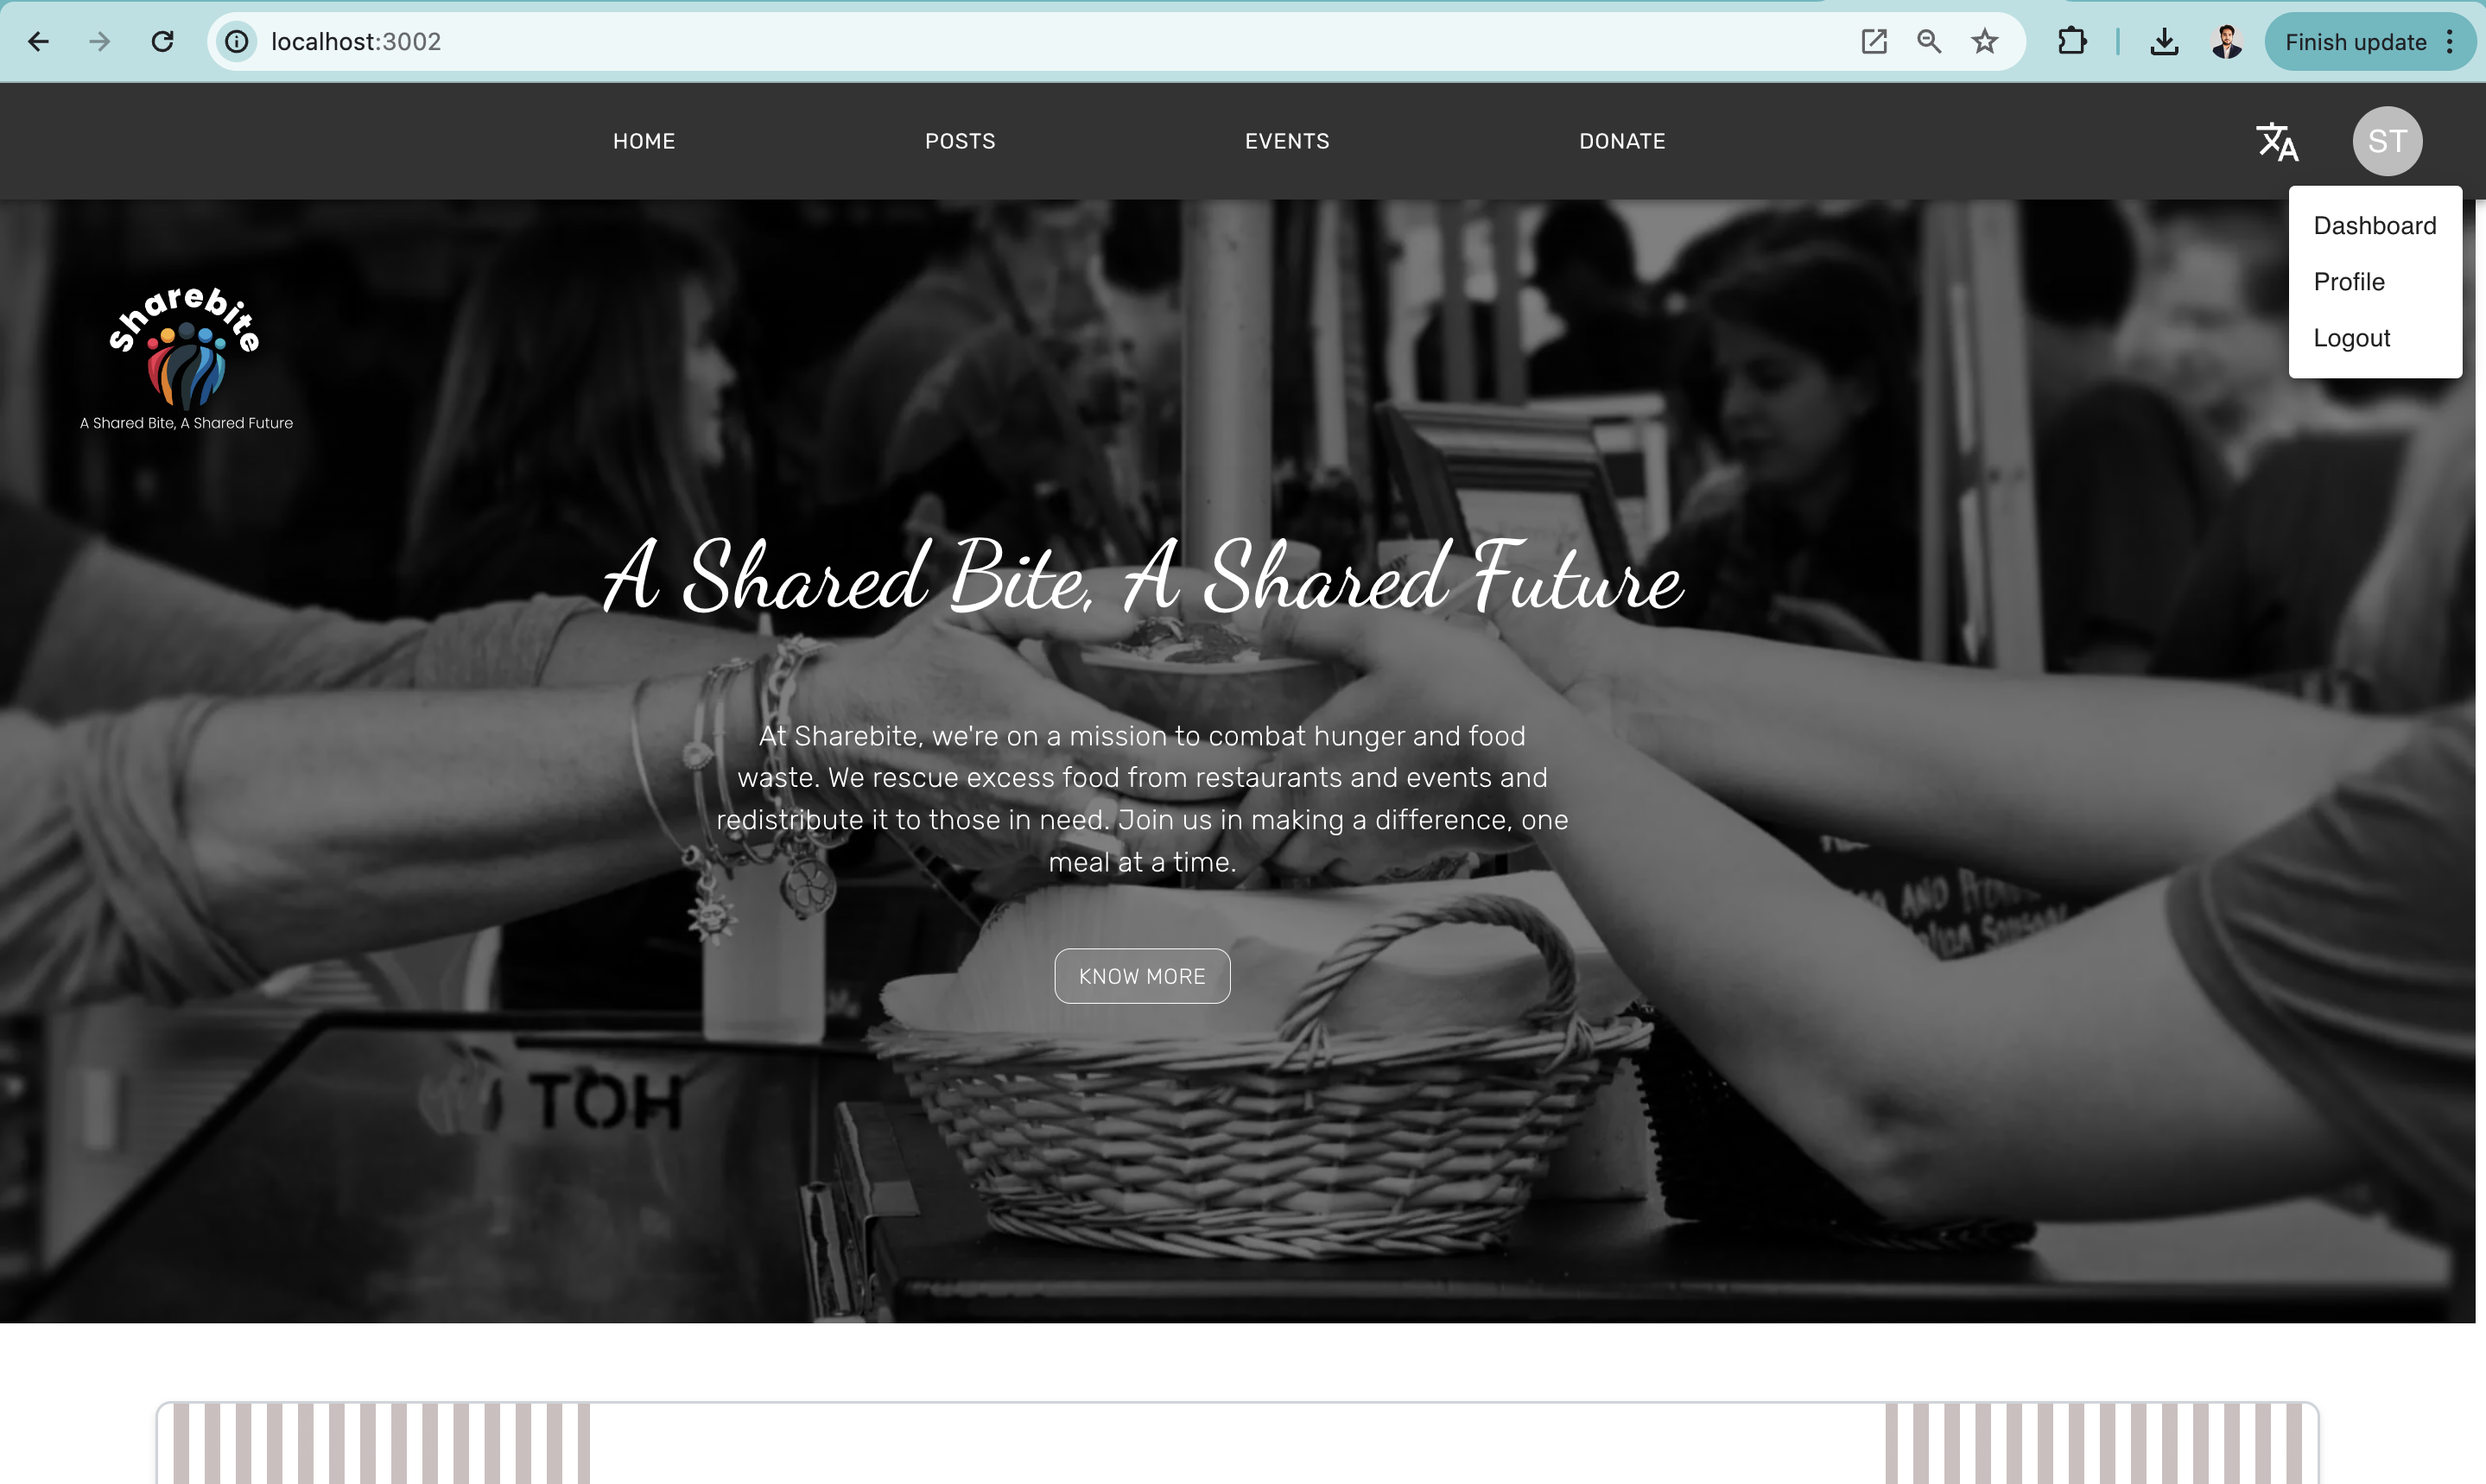 localhost:3002
Finish update
HOME
POSTS
EVENTS
DONATE
ST
Dashboard
Profile
Logout
sharebite
A Shared Bite, A Shared Future
A Shared Bite, A Shared Future
At Sharebite, we're on a mission to combat hunger and food
waste. We rescue excess food from restaurants and events and
redistribute it to those in need. Join us in making a difference, one
meal at a time.
KNOW MORE
AND
TOH